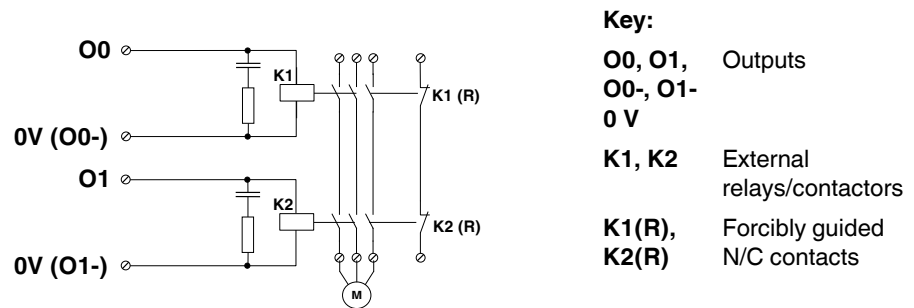 O0
K1
K1 (R)
0V (O0-)
O1
K2
K2 (R)
0V (O1-)
M
Key:
O0, O1, Outputs
O0-, O1-
0 V
K1, K2 External
relays/contactors
K1(R), Forcibly guided
K2(R) N/C contacts